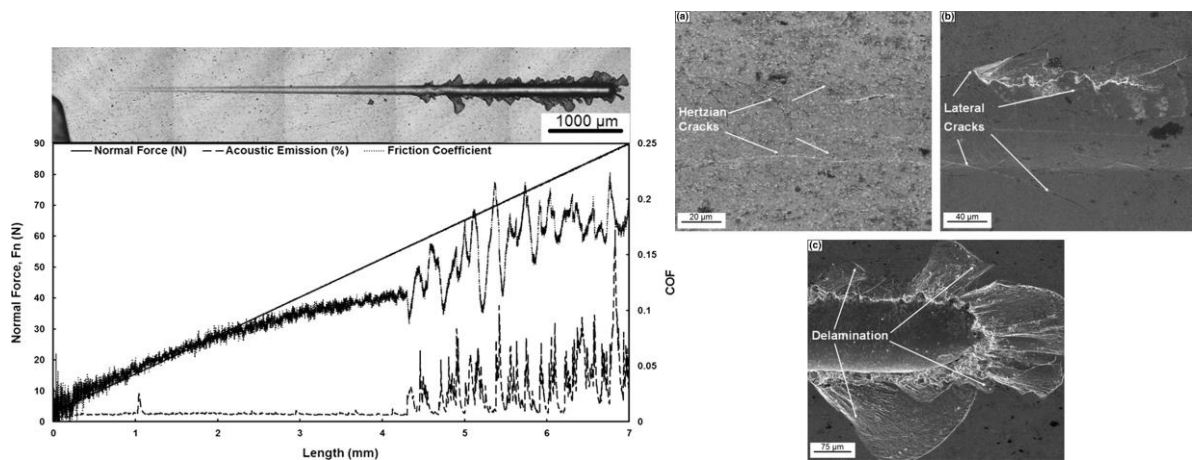 1000 µm
Normal Force (N) Acoustic Emission (%) Friction Coefficient
90
80
70
60
50
40
30
20
10
0
Normal Force, Fn (N)
0.25
0.2
0.15
0.1
0.05
0
COF
0 1 2 3 4 5 6 7
Length (mm)
(a)
Hertzian
Cracks
20 µm
(b)
Lateral
Cracks
40 µm
(c)
Delamination
75 µm